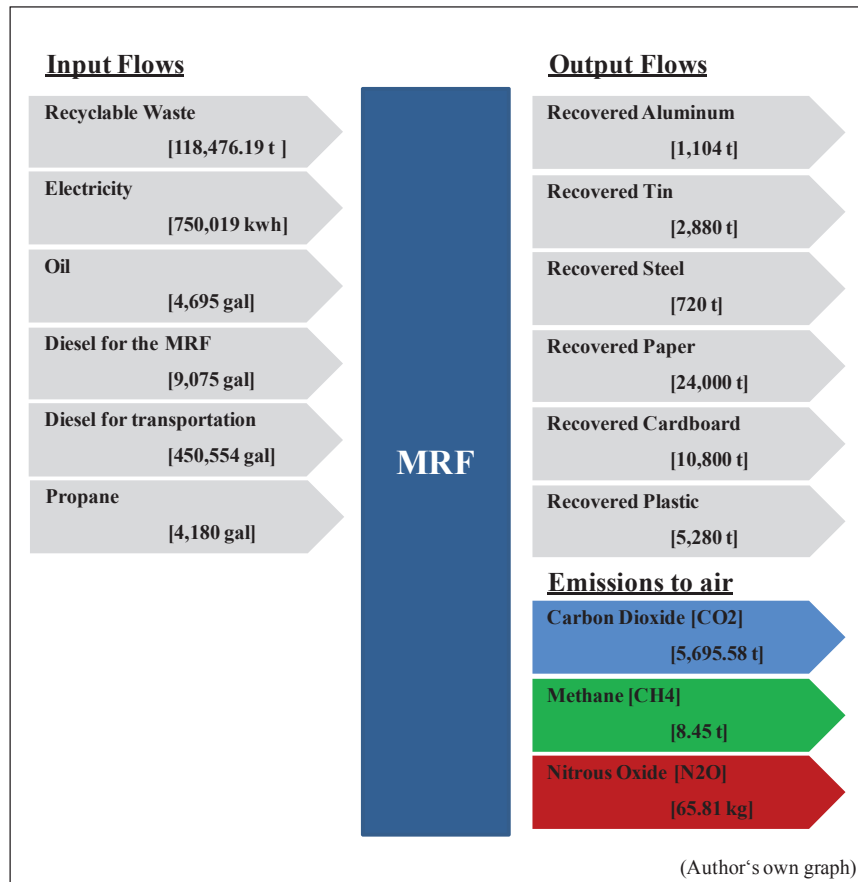 Input Flows
Recyclable Waste
[118,476.19 t ]
Electricity
[750,019 kwh]
Oil
[4,695 gal]
Diesel for the MRF
[9,075 gal]
Diesel for transportation
[450,554 gal]
Propane
[4,180 gal]
MRF
Output Flows
Recovered Aluminum
[1,104 t]
Recovered Tin
[2,880 t]
Recovered Steel
[720 t]
Recovered Paper
[24,000 t]
Recovered Cardboard
[10,800 t]
Recovered Plastic
[5,280 t]
Emissions to air
Carbon Dioxide [CO2]
[5,695.58 t]
Methane [CH4]
[8.45 t]
Nitrous Oxide [N2O]
[65.81 kg]
(Author‘s own graph)